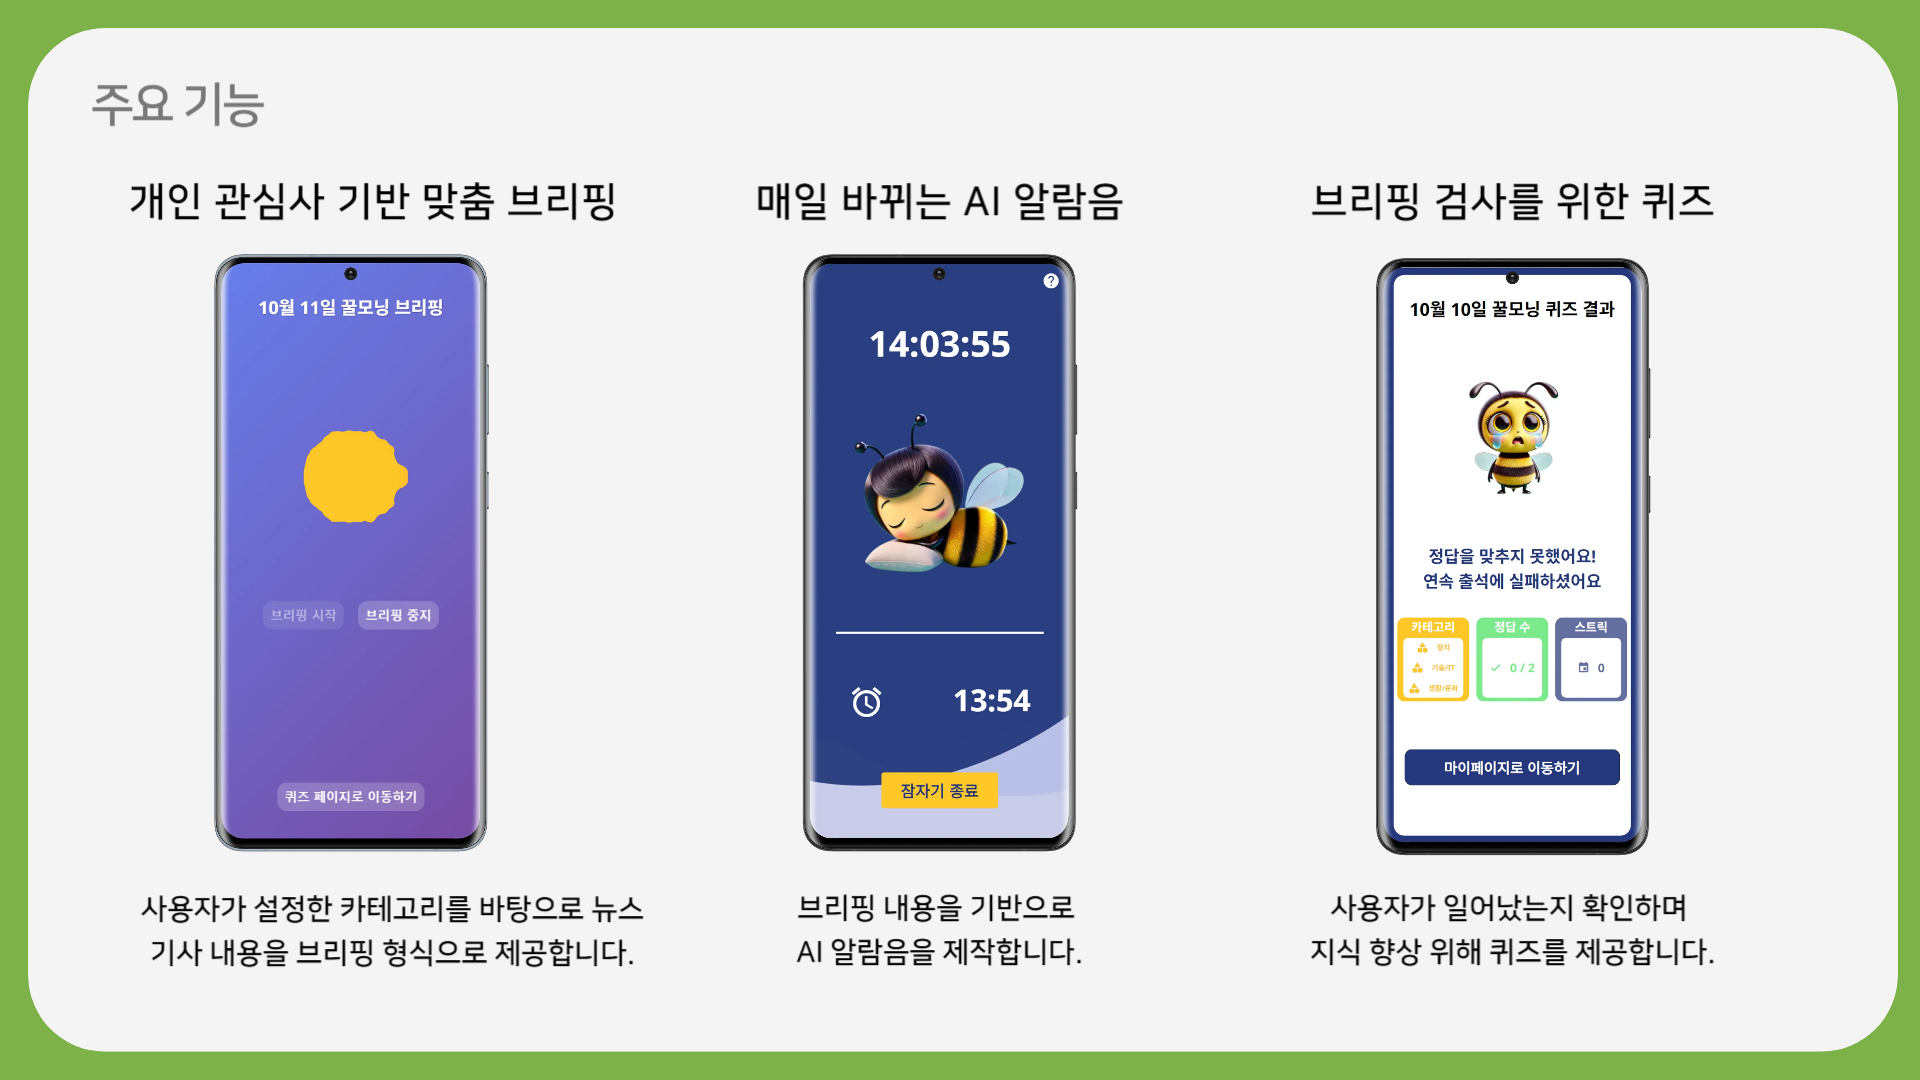 주요 기능
개인 관심사 기반 맞춤 브리핑
10월 11일 꿀모닝 브리핑
브리핑 시작
브리핑 중지
퀴즈 페이지로 이동하기
사용자가 설정한 카테고리를 바탕으로 뉴스
기사 내용을 브리핑 형식으로 제공합니다.
매일 바뀌는 AI 알람음
?
14:03:55
13:54
잠자기 종료
브리핑 내용을 기반으로
AI 알람음을 제작합니다.
브리핑 검사를 위한 퀴즈
10월 10일 꿀모닝 퀴즈 결과
정답을 맞추지 못했어요!
연속 출석에 실패하셨어요
카테고리
정치
기술/IT
생활/문화
정답 수
0 / 2
스트릭
0
마이페이지로 이동하기
사용자가 일어났는지 확인하며
지식 향상 위해 퀴즈를 제공합니다.